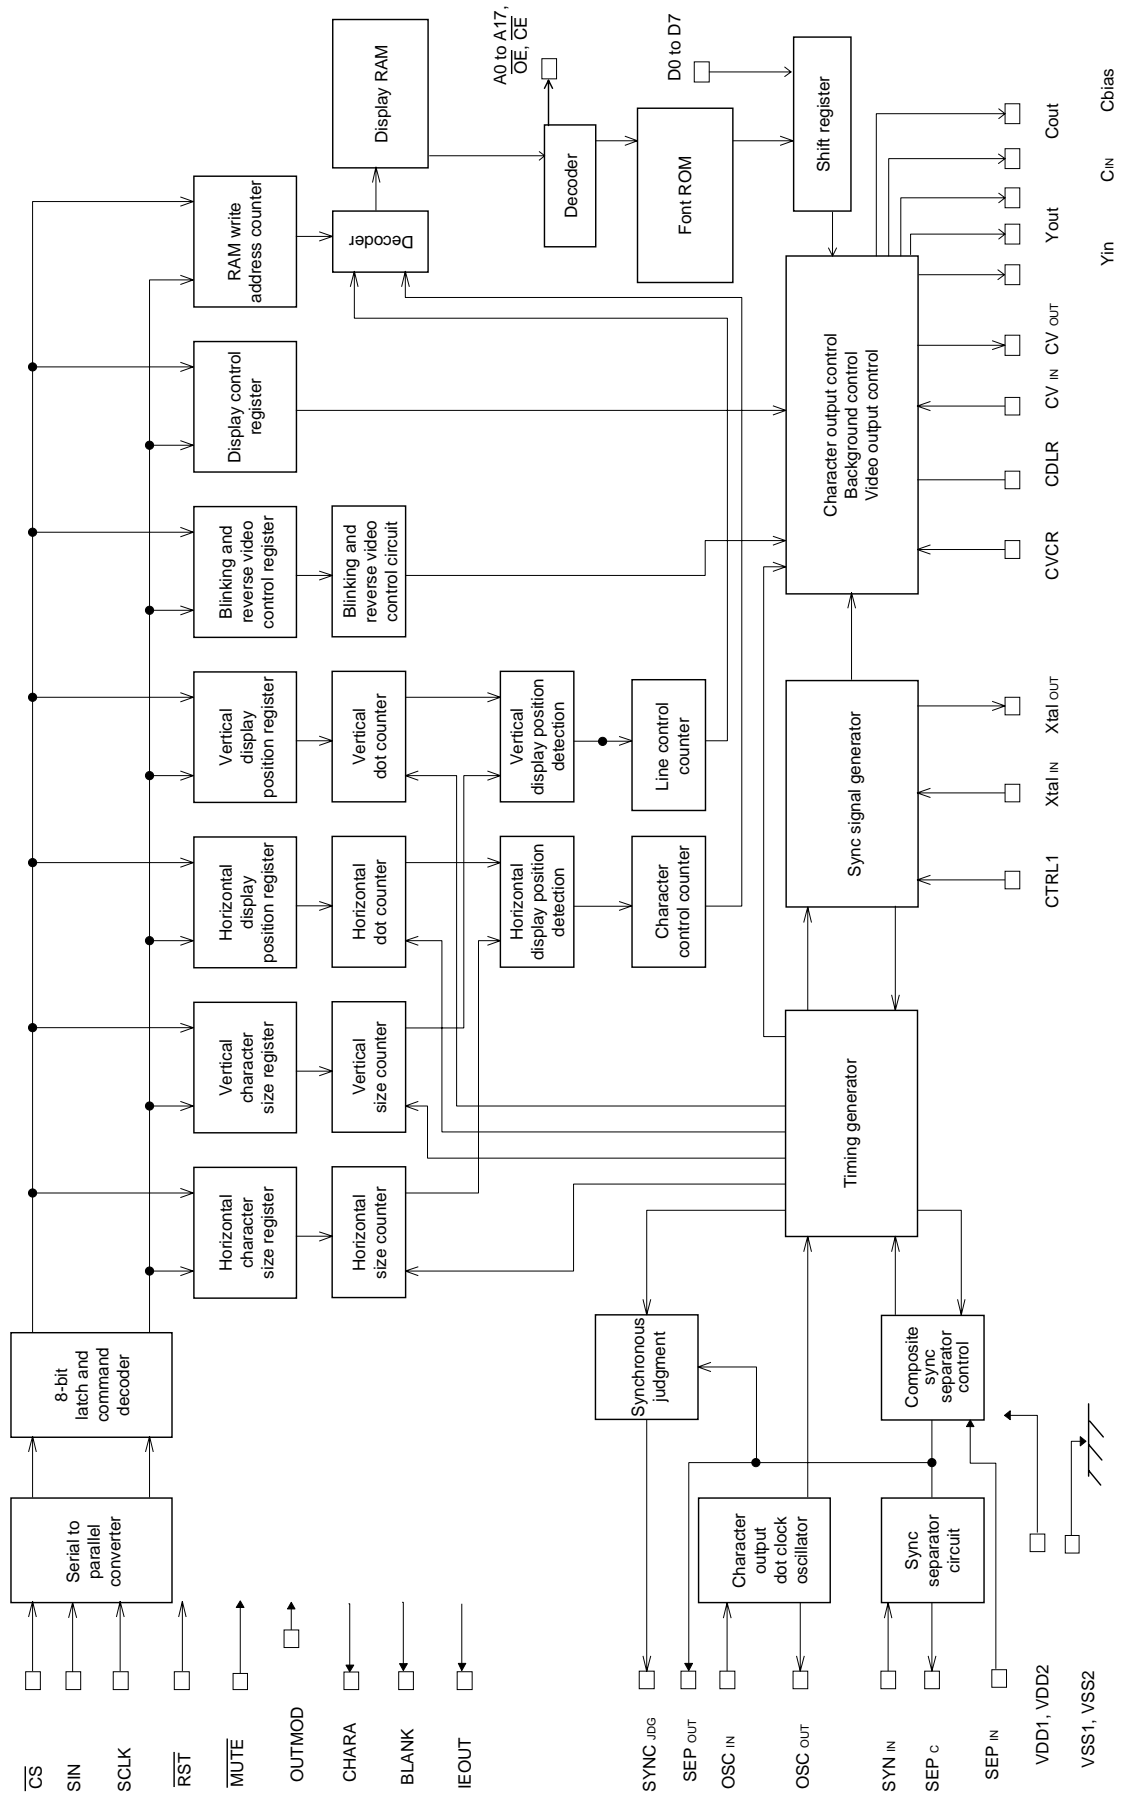 CS
SIN
SCLK
RST
MUTE
OUTMOD
CHARA
BLANK
IEOUT
SYNC JDG
SEP OUT
OSC IN
OSC OUT
SYN IN
SEP C
SEP IN
VDD1, VDD2
VSS1, VSS2
Serial to
parallel
converter
8-bit
latch and
command
decoder
Horizontal
character
size register
Horizontal
size counter
Vertical
character
size register
Vertical
size counter
Horizontal
display
position register
Horizontal
dot counter
Horizontal
display position
detection
Character
control counter
Vertical
display
position register
Vertical
dot counter
Vertical
display position
detection
Line control
counter
Blinking and
reverse video
control register
Blinking and
reverse video
control circuit
Display control
register
RAM write
address counter
Decoder
Display RAM
Decoder
A0 to A17,
OE, CE
Font ROM
D0 to D7
Shift register
Synchronous
judgment
Character
output
dot clock
oscillator
Sync
separator
circuit
Composite
sync
separator
control
Timing generator
Sync signal generator
Character output control
Background control
Video output control
CTRL1
Xtal IN
Xtal OUT
CVCR
CDLR
CV IN
CV OUT
Yin
Yout
CIN
Cout
Cbias